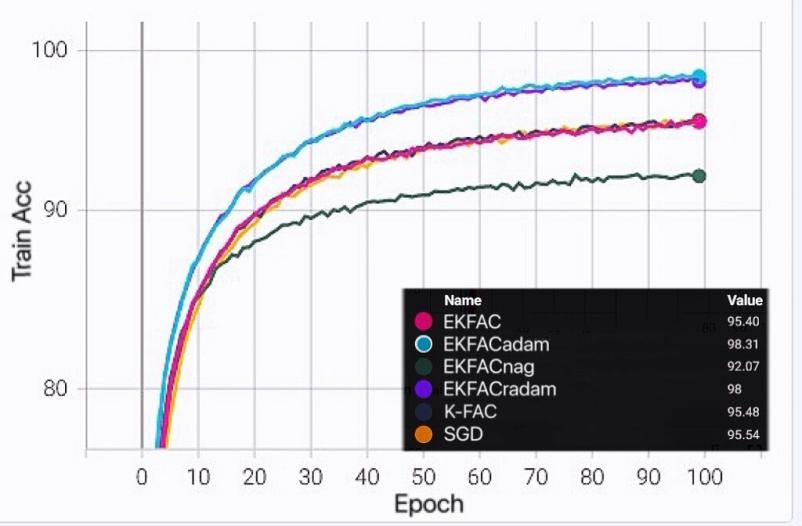 100
90
80
Train Acc
Name Value
EKFAC 95.40
EKFACadam 98.31
EKFACnag 92.07
EKFACradam 98
K-FAC 95.48
SGD 95.54
0 10 20 30 40 50 60 70 80 90 100
Epoch